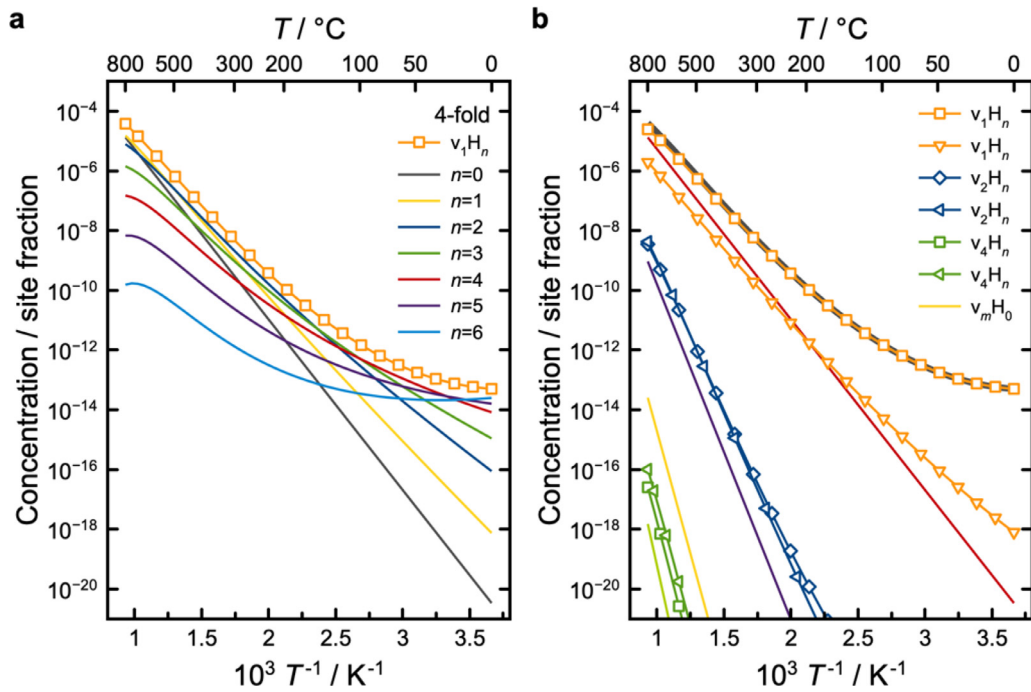 a
T / °C
800 500 300 200 100 50 0
Concentration / site fraction
10⁻⁴
10⁻⁶
10⁻⁸
10⁻¹⁰
10⁻¹²
10⁻¹⁴
10⁻¹⁶
10⁻¹⁸
10⁻²⁰
4-fold
v₁Hₙ
n=0
n=1
n=2
n=3
n=4
n=5
n=6
1 1.5 2 2.5 3 3.5
10³ T⁻¹ / K⁻¹
b
T / °C
800 500 300 200 100 50 0
Concentration / site fraction
10⁻⁴
10⁻⁶
10⁻⁸
10⁻¹⁰
10⁻¹²
10⁻¹⁴
10⁻¹⁶
10⁻¹⁸
10⁻²⁰
v₁Hₙ
v₁Hₙ
v₂Hₙ
v₂Hₙ
v₄Hₙ
v₄Hₙ
vₘH₀
1 1.5 2 2.5 3 3.5
10³ T⁻¹ / K⁻¹